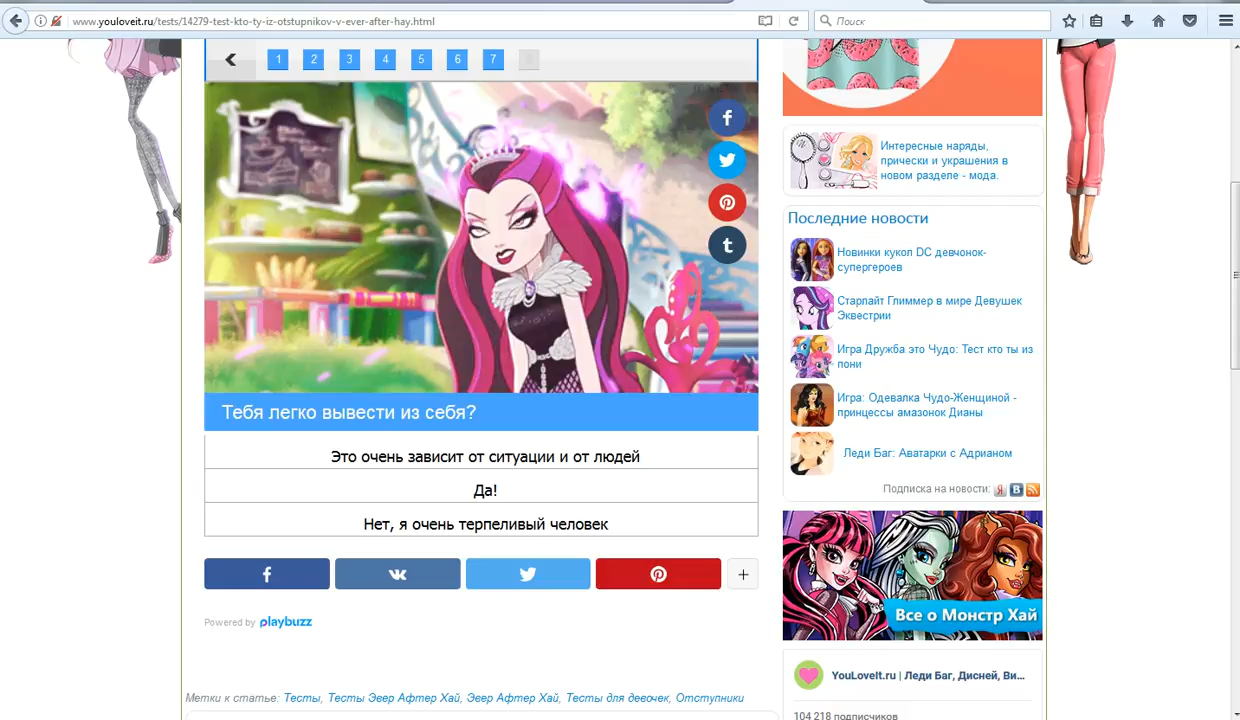 www.youloveit.ru/tests/14279-test-kto-ty-iz-otstupnikov-v-ever-after-hay.html
Поиск
1 2 3 4 5 6 7
Тебя легко вывести из себя?
Это очень зависит от ситуации и от людей
Да!
Нет, я очень терпеливый человек
Powered by playbuzz
Метки к статье: Тесты, Тесты Эвер Афтер Хай, Эвер Афтер Хай, Тесты для девочек, Отступники
Интересные наряды,
прически и украшения в
новом разделе - мода.
Последние новости
Новинки кукол DC девчонок-
супергероев
Старлайт Глиммер в мире Девушек
Эквестрии
Игра Дружба это Чудо: Тест кто ты из
пони
Игра: Одевалка Чудо-Женщиной -
принцессы амазонок Дианы
Леди Баг: Аватарки с Адрианом
Подписка на новости:
Все о Монстр Хай
YouLoveIt.ru | Леди Баг, Дисней, Ви...
104 218 подписчиков